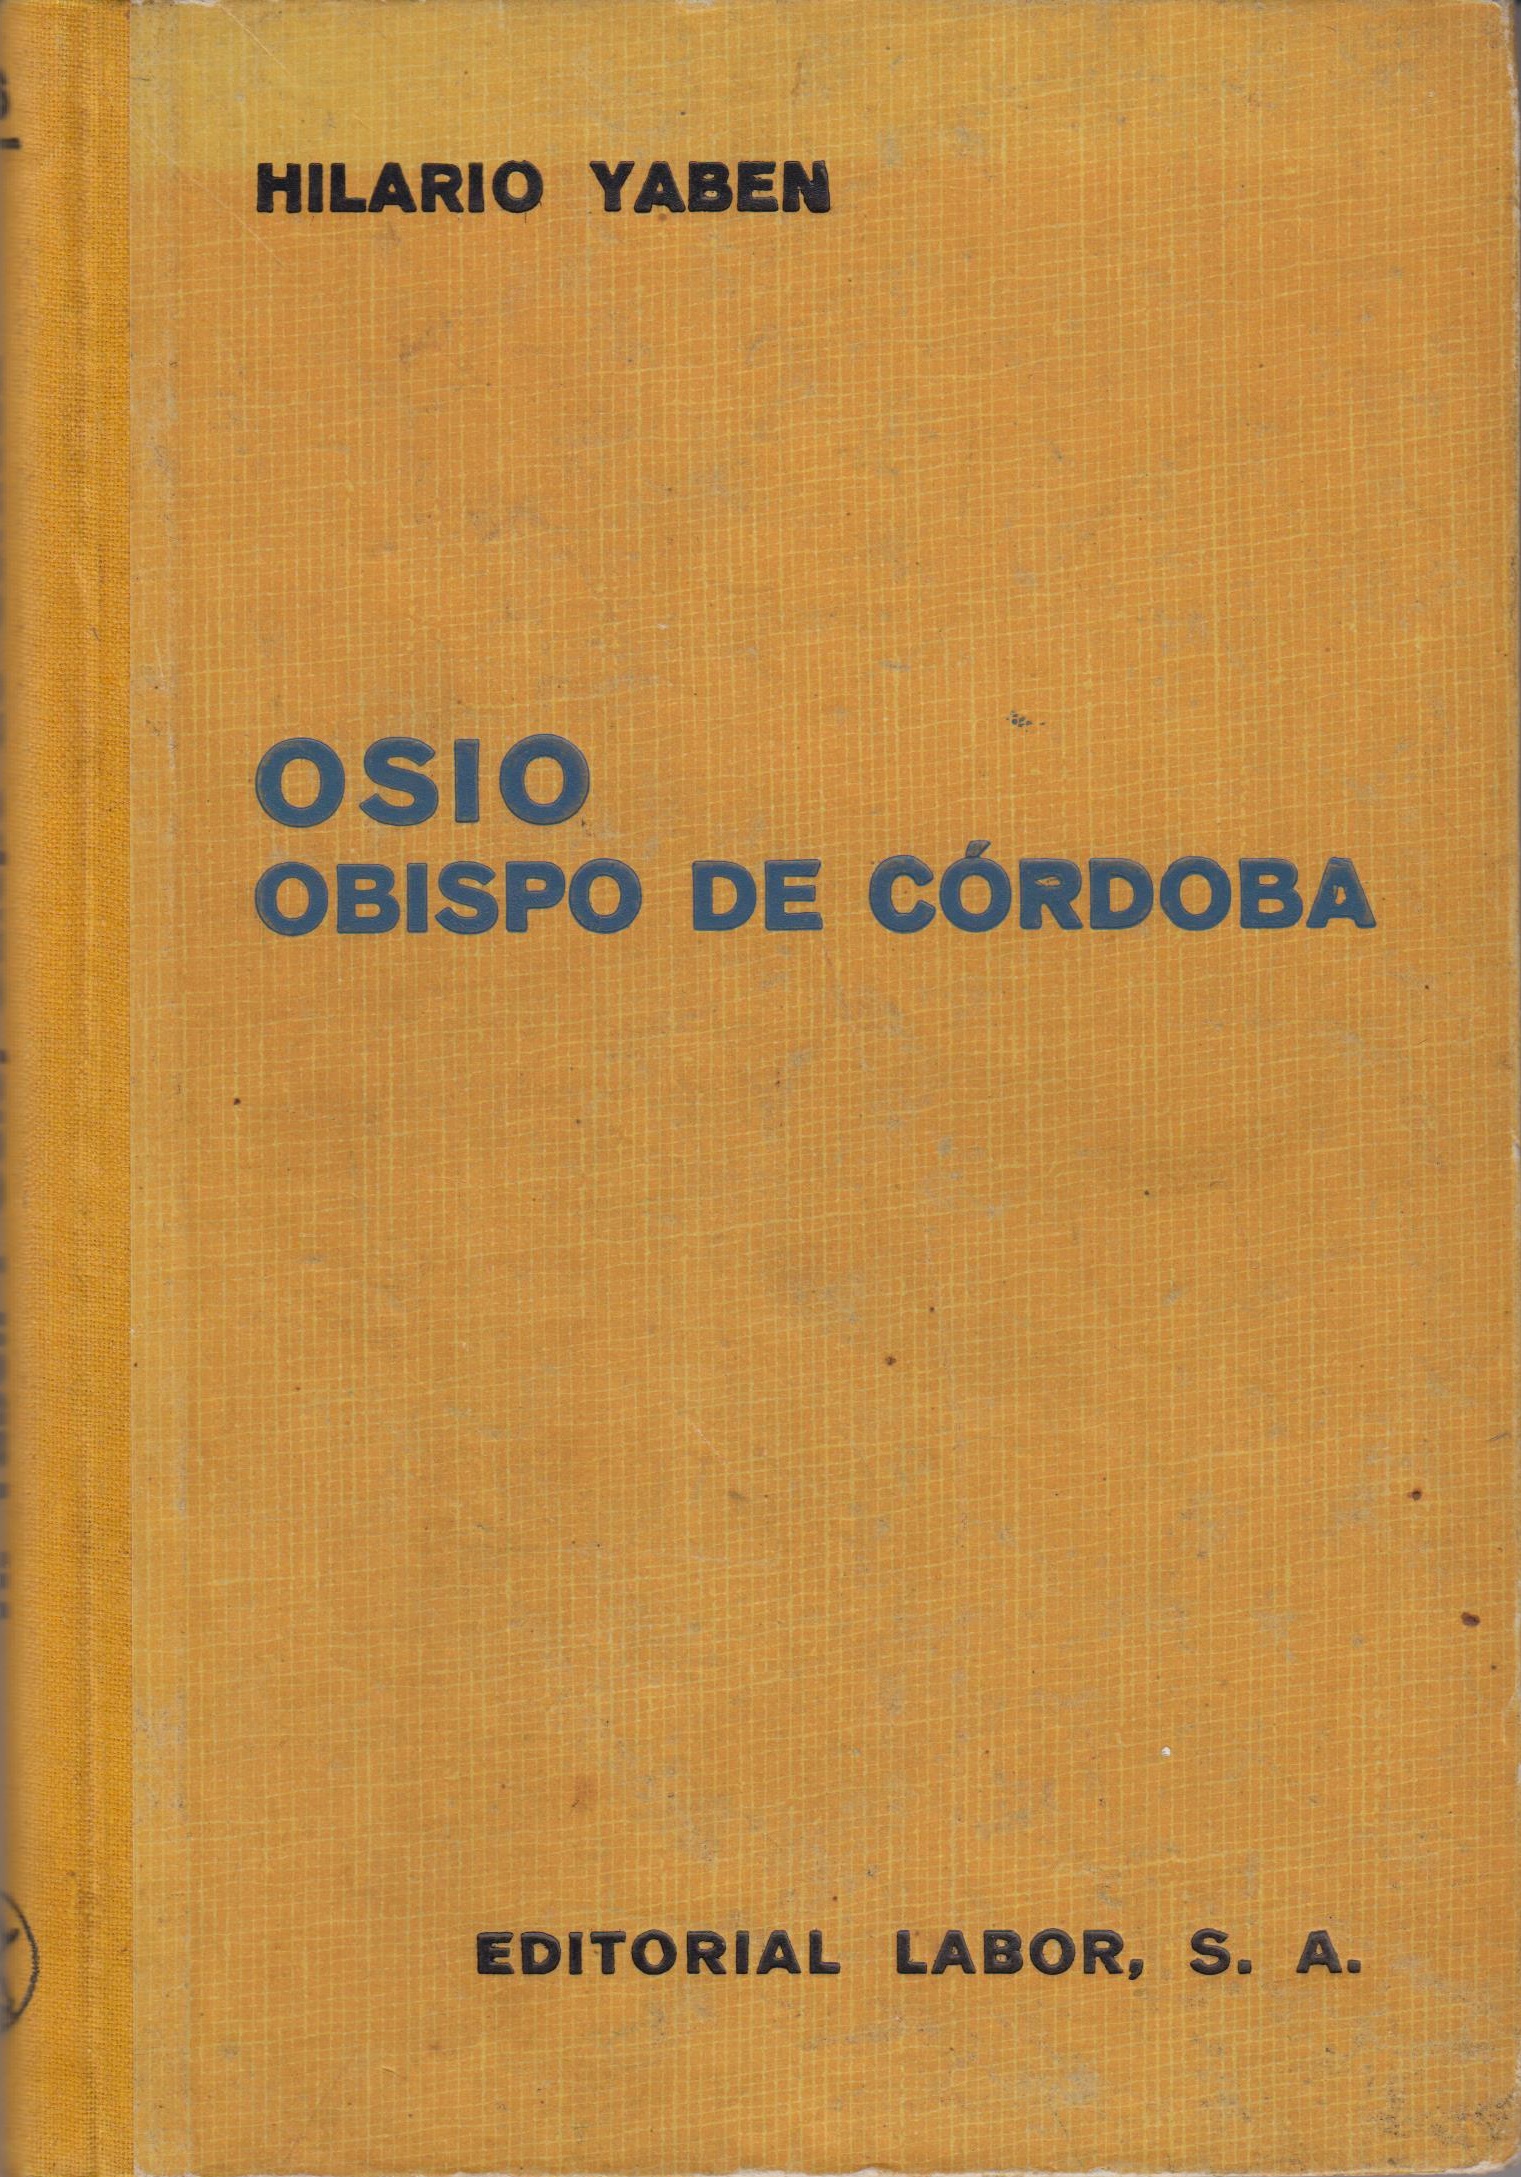 HILARIO YABEN
OSIO
OBISPO DE CÓRDOBA
EDITORIAL LABOR, S. A.